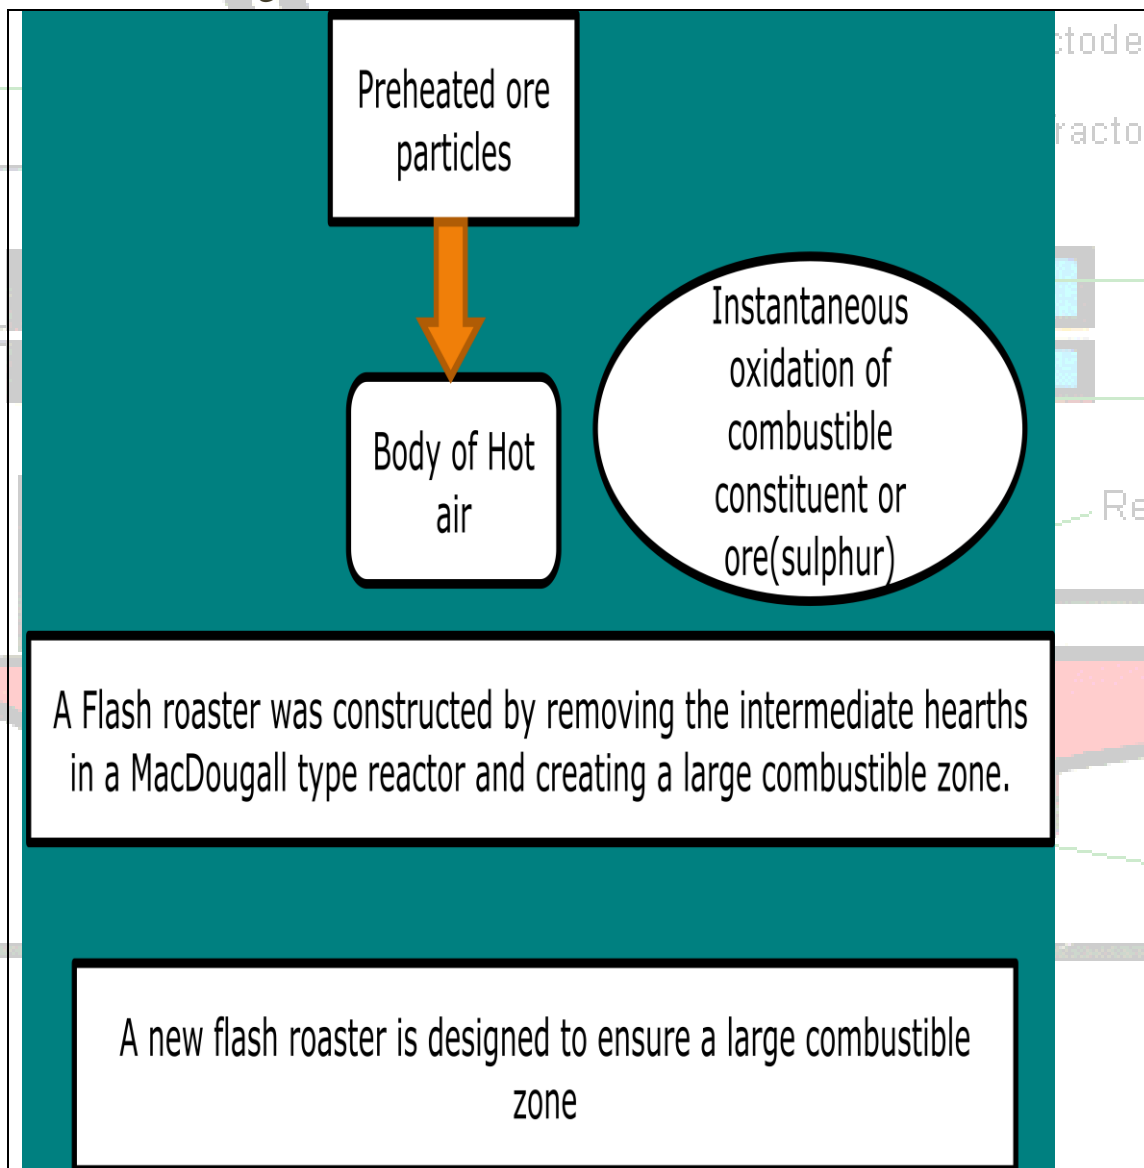 Preheated ore
particles
Body of Hot
air
Instantaneous
oxidation of
combustible
constituent or
ore(sulphur)
A Flash roaster was constructed by removing the intermediate hearths
in a MacDougall type reactor and creating a large combustible zone.
A new flash roaster is designed to ensure a large combustible
zone